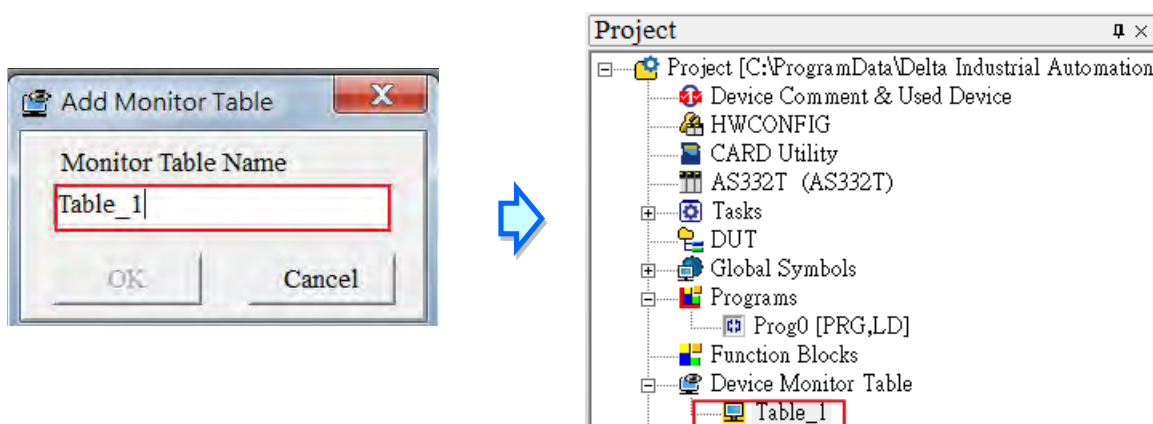 Add Monitor Table
Monitor Table Name
Table_1
OK
Cancel
Project
Project [C:\ProgramData\Delta Industrial Automation
Device Comment & Used Device
HWCONFIG
CARD Utility
AS332T (AS332T)
Tasks
DUT
Global Symbols
Programs
Prog0 [PRG,LD]
Function Blocks
Device Monitor Table
Table_1